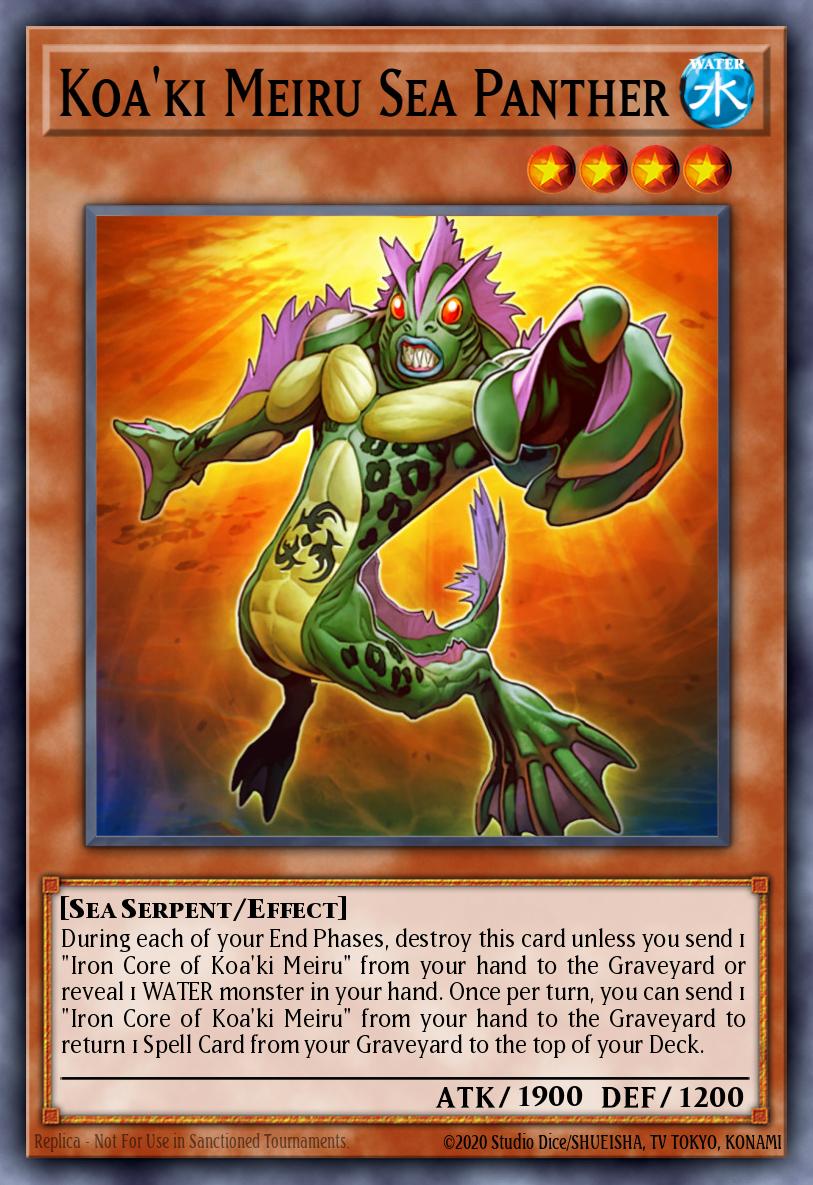 Koa'ki Meiru Sea Panther
WATER
水
[Sea Serpent/Effect]
During each of your End Phases, destroy this card unless you send 1
"Iron Core of Koa'ki Meiru" from your hand to the Graveyard or
reveal 1 WATER monster in your hand. Once per turn, you can send 1
"Iron Core of Koa'ki Meiru" from your hand to the Graveyard to
return 1 Spell Card from your Graveyard to the top of your Deck.
ATK/ 1900 DEF/ 1200
Replica - Not For Use in Sanctioned Tournaments.
©2020 Studio Dice/SHUEISHA, TV TOKYO, KONAMI